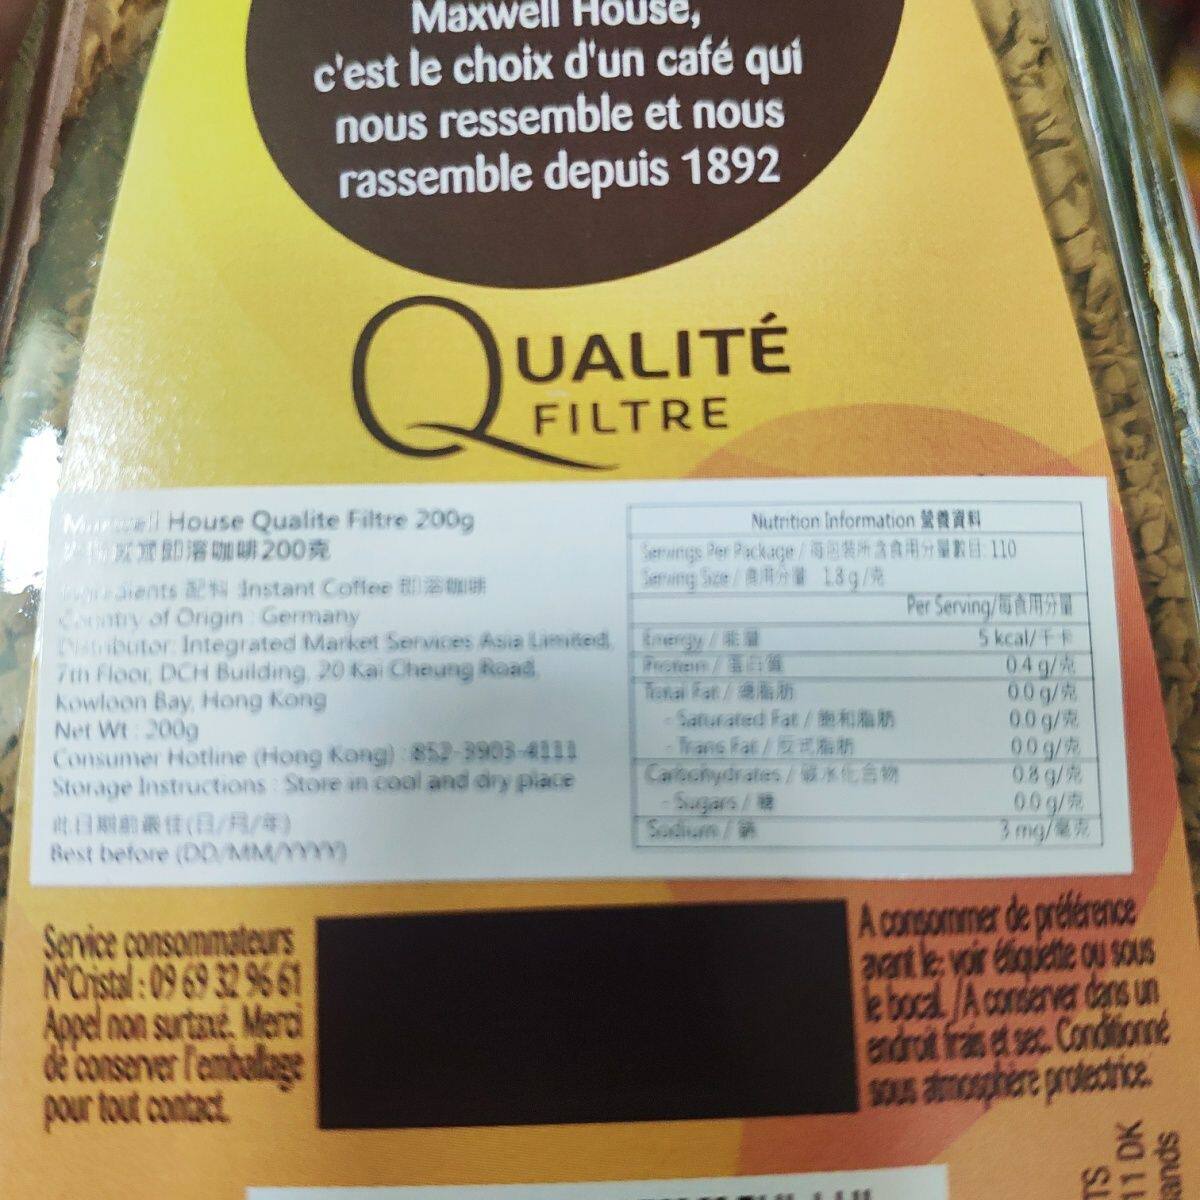 Maxwell House,
c'est le choix d'un café qui
nous ressemble et nous
rassemble depuis 1892
QUALITÉ
FILTRE
Maxwell House Qualite Filtre 200g
即溶咖啡200克
配料 Instant Coffee 即溶咖啡
Country of Origin : Germany
Distributor: Integrated Market Services Asia Limited,
7th Floor, DCH Building, 20 Kai Cheung Road,
Kowloon Bay, Hong Kong
Net Wt : 200g
Consumer Hotline (Hong Kong) : 852-3903-4111
Storage Instructions : Store in cool and dry place
此日期前最佳(日/月/年)
Best before (DD/MM/YYYY)
Nutrition Information 營養資料
Servings Per Package / 每包裝所含食用分量數目: 110
Serving Size / 食用分量 1.8 g/克
Per Serving/每食用分量
Energy / 能量 5 kcal/千卡
Protein / 蛋白質 0.4 g/克
Total Fat / 總脂肪 0.0 g/克
- Saturated Fat / 飽和脂肪 0.0 g/克
- Trans Fat / 反式脂肪 0.0 g/克
Carbohydrates / 碳水化合物 0.8 g/克
- Sugars / 糖 0.0 g/克
Sodium / 鈉 3 mg/毫克
Service consommateurs
N°Cristal : 09 69 32 96 61
Appel non surtaxé. Merci
de conserver l'emballage
pour tout contact.
A consommer de préférence
avant le: voir étiquette ou sous
le bocal. /A conserver dans un
endroit frais et sec. Conditionné
sous atmosphère protectrice.
TS
11 DK
ands